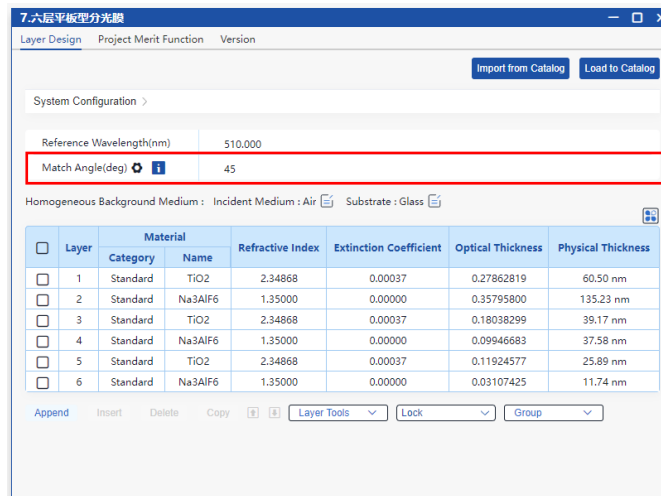 7.六层平板型分光膜
Layer Design Project Merit Function Version
Import from Catalog Load to Catalog
System Configuration >
Reference Wavelength(nm) 510.000
Match Angle(deg) i 45
Homogeneous Background Medium : Incident Medium : Air Substrate : Glass
Layer Material Refractive Index Extinction Coefficient Optical Thickness Physical Thickness
Category Name
1 Standard TiO2 2.34868 0.00037 0.27862819 60.50 nm
2 Standard Na3AlF6 1.35000 0.00000 0.35795800 135.23 nm
3 Standard TiO2 2.34868 0.00037 0.18038299 39.17 nm
4 Standard Na3AlF6 1.35000 0.00000 0.09946683 37.58 nm
5 Standard TiO2 2.34868 0.00037 0.11924577 25.89 nm
6 Standard Na3AlF6 1.35000 0.00000 0.03107425 11.74 nm
Append Insert Delete Copy Layer Tools Lock Group